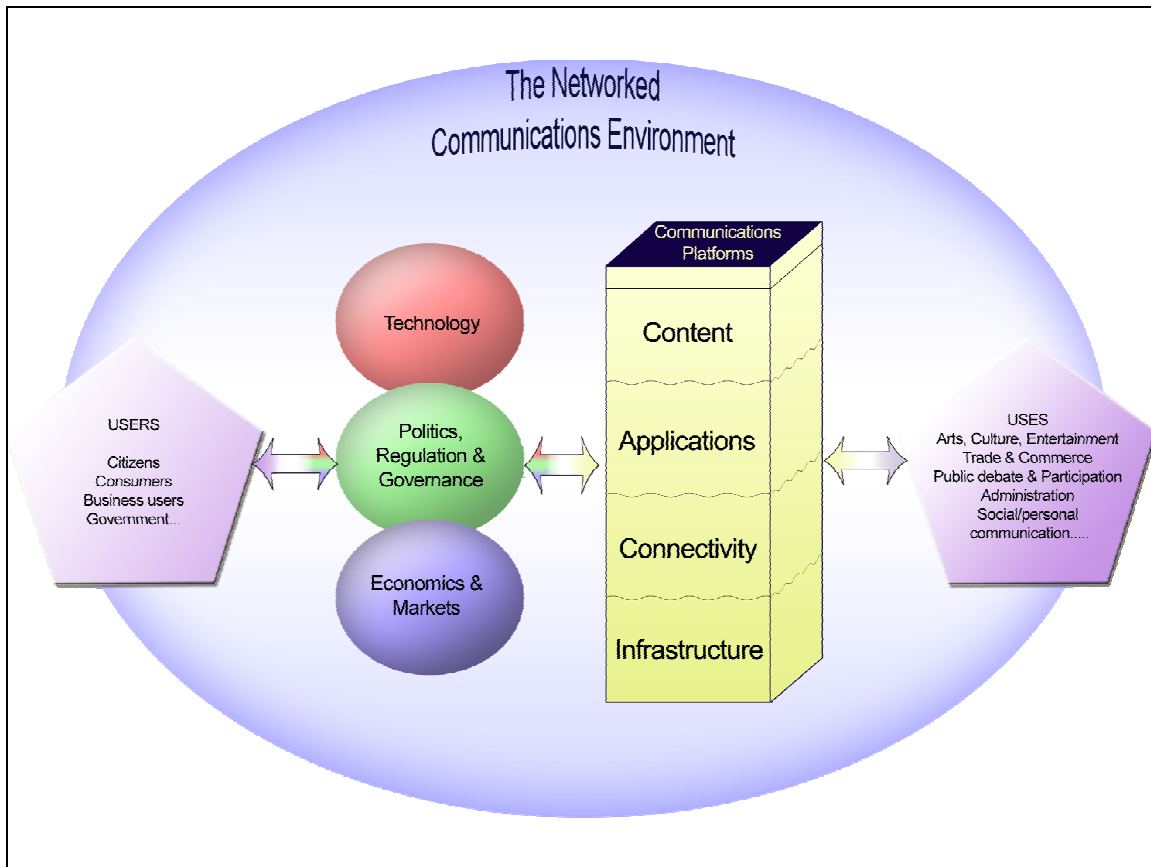 The Networked
Communications Environment
Communications
Platforms
Technology
Content
USERS
Citizens
Consumers
Business users
Government...
Politics,
Regulation &
Governance
Applications
USES
Arts, Culture, Entertainment
Trade & Commerce
Public debate & Participation
Administration
Social/personal
communication.....
Connectivity
Economics &
Markets
Infrastructure